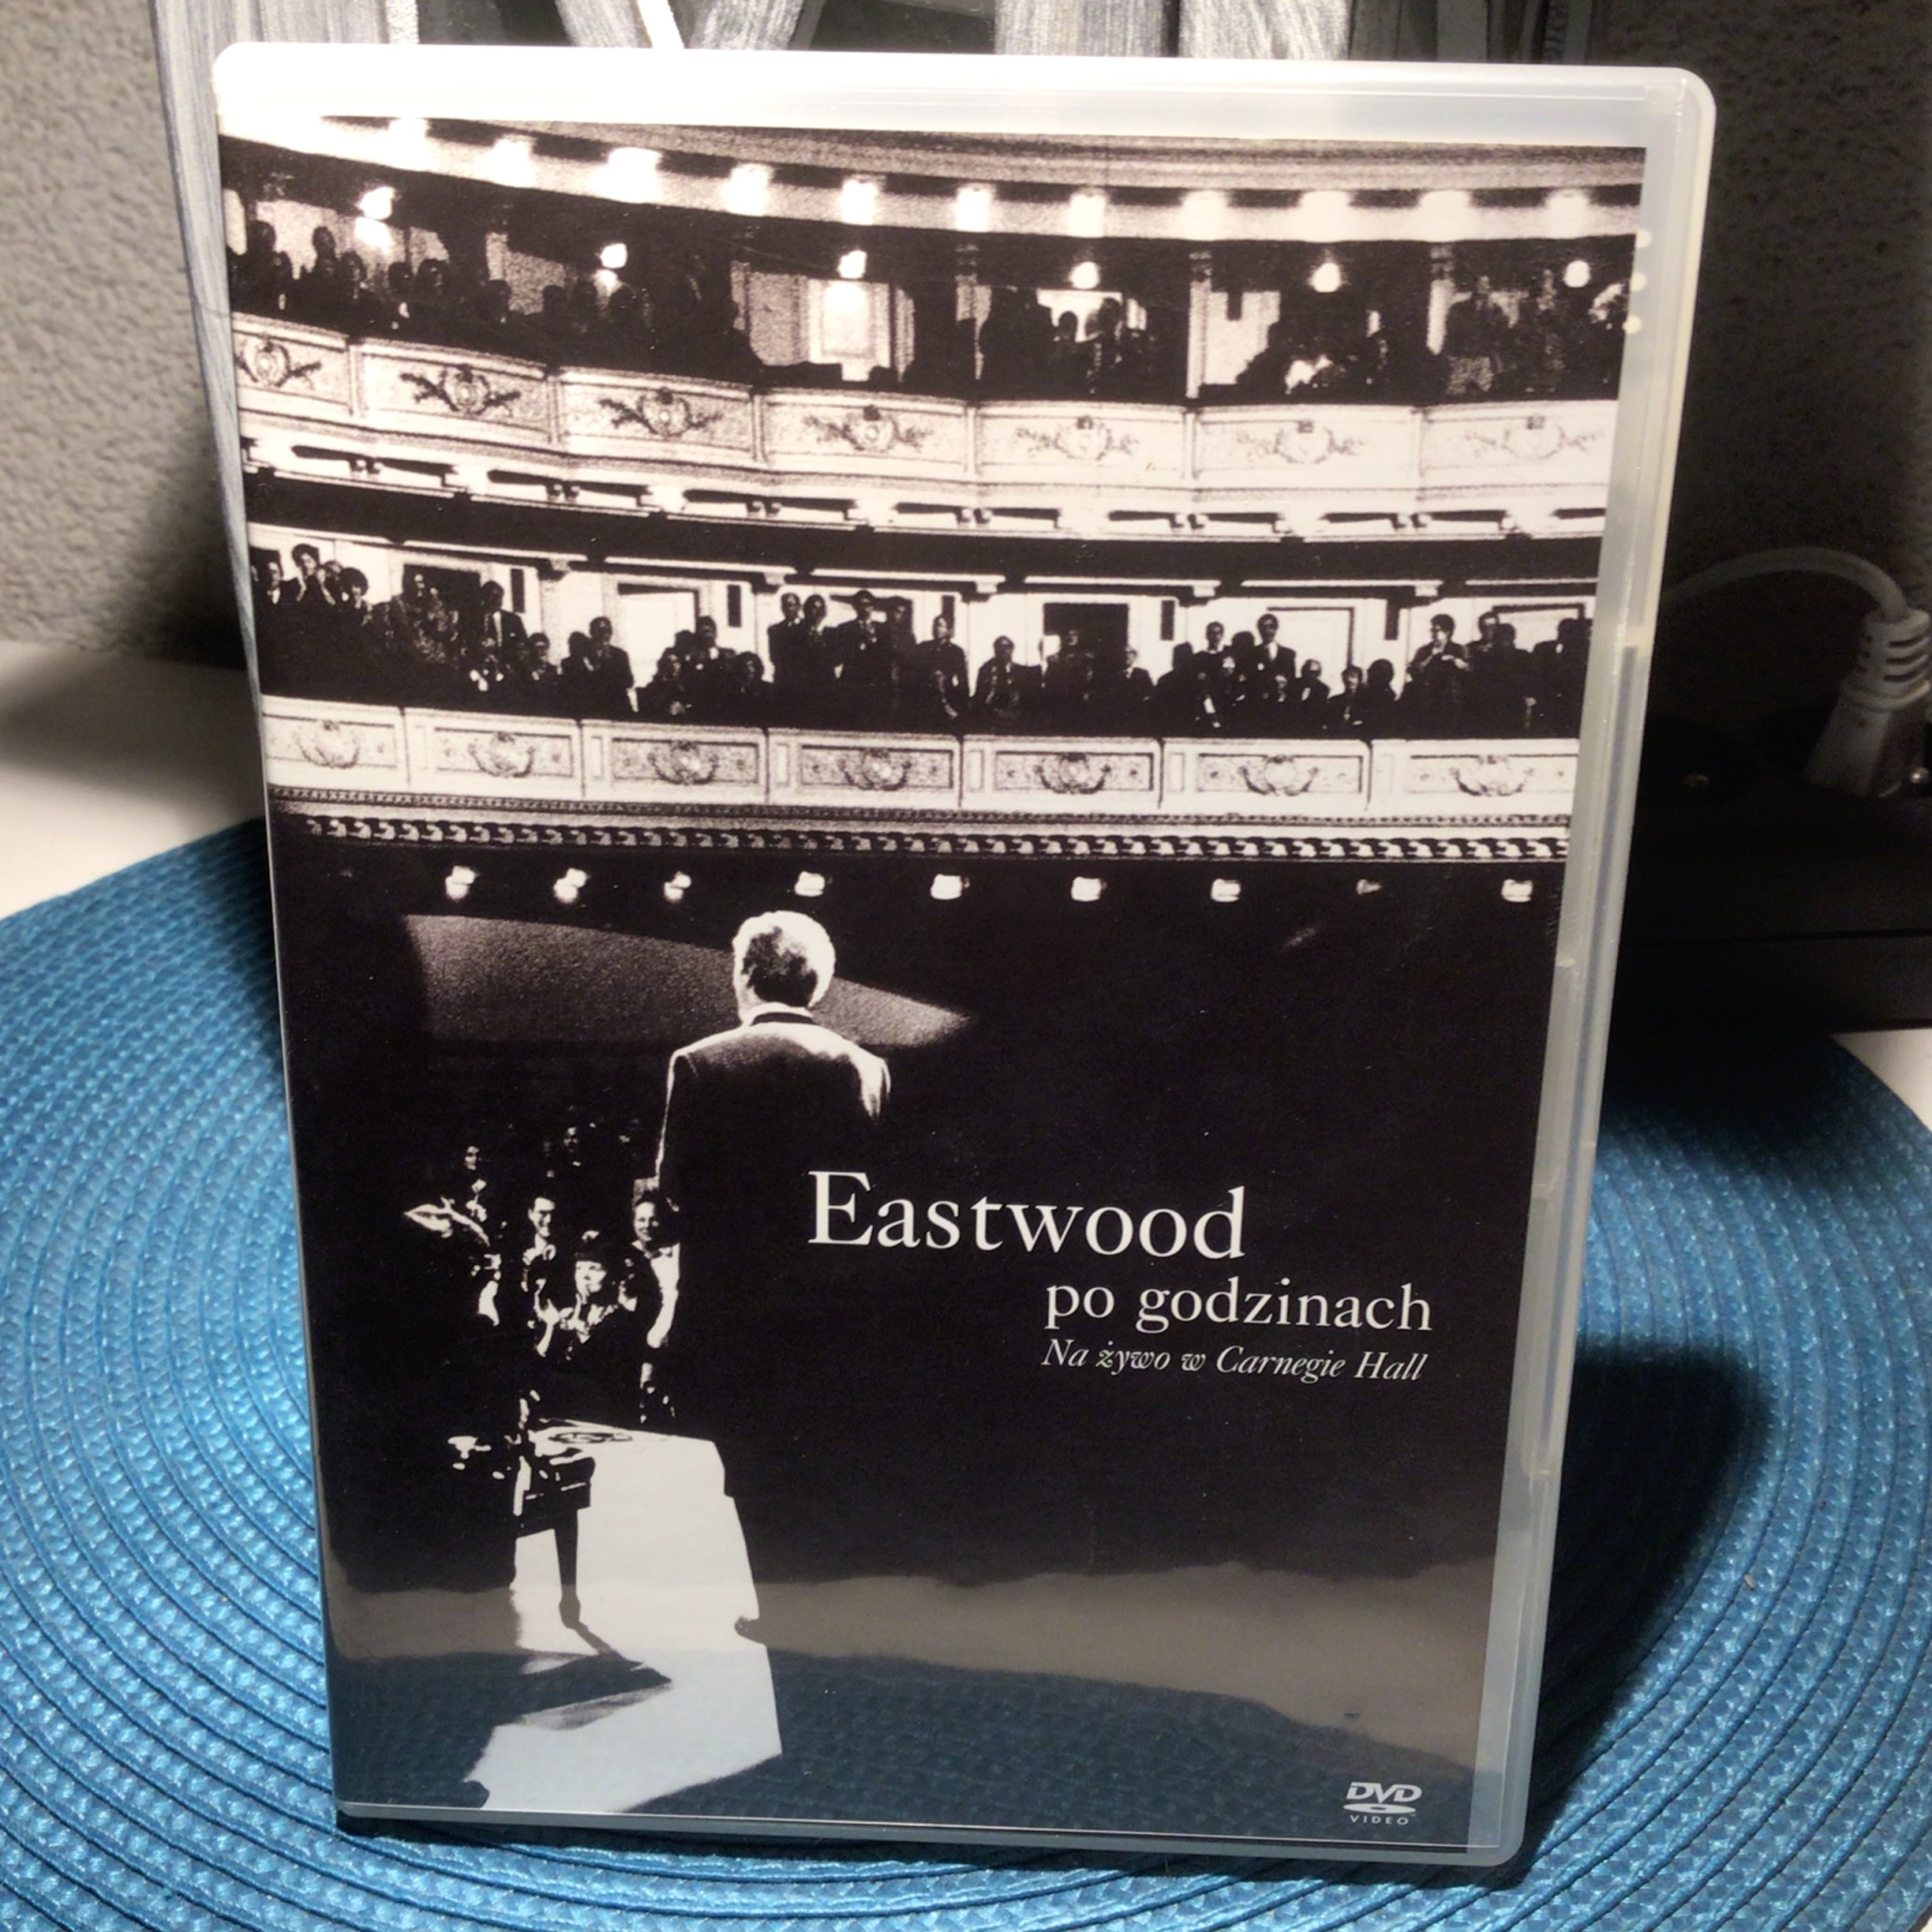 Eastwood
po godzinach
Na żywo w Carnegie Hall
DVD
VIDEO